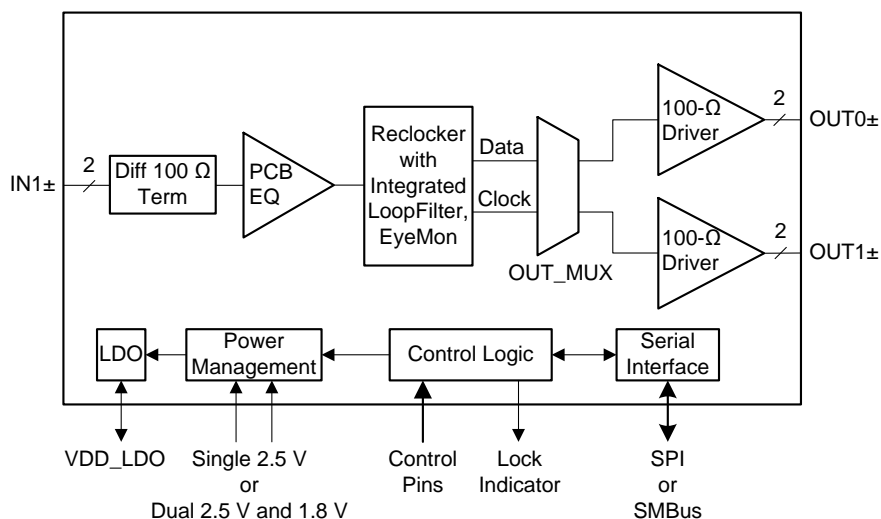 IN1±
2
Diff 100 Ω
Term
PCB
EQ
Reclocker
with
Integrated
LoopFilter,
EyeMon
Data
Clock
OUT_MUX
100-Ω
Driver
2
OUT0±
100-Ω
Driver
2
OUT1±
LDO
Power
Management
Control Logic
Serial
Interface
VDD_LDO
Single 2.5 V
or
Dual 2.5 V and 1.8 V
Control
Pins
Lock
Indicator
SPI
or
SMBus